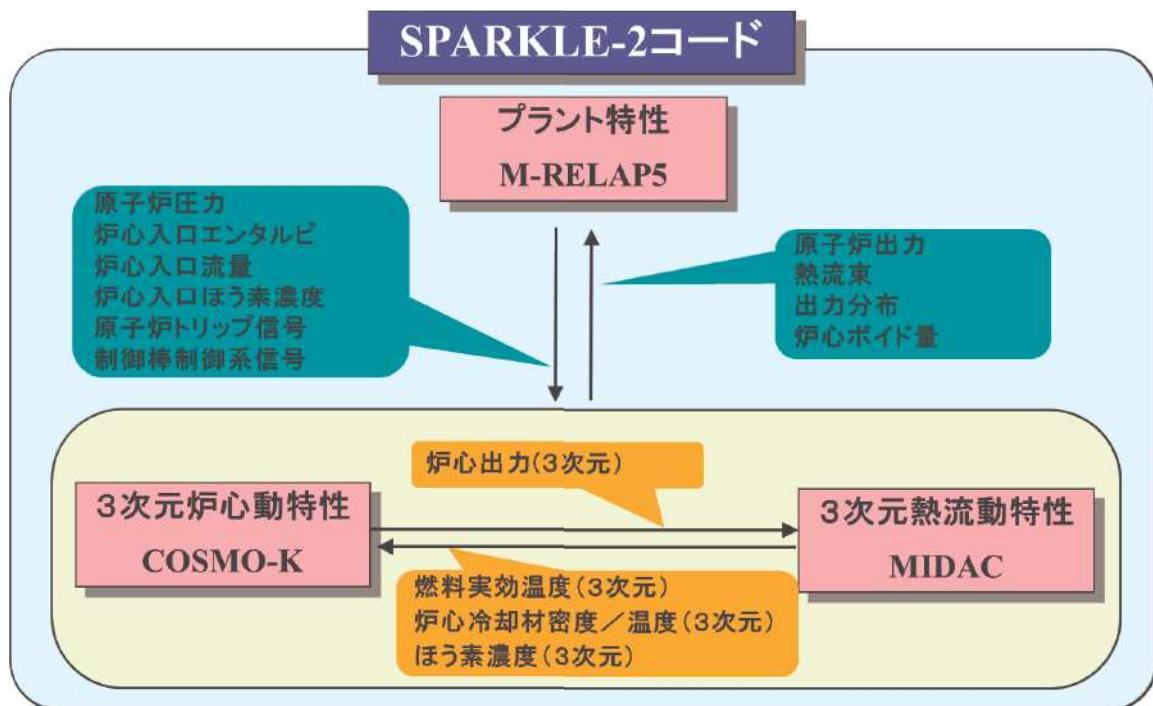 SPARKLE-2コード
プラント特性
M-RELAP5
原子炉圧力
炉心入口エンタルピ
炉心入口流量
炉心入口ほう素濃度
原子炉トリップ信号
制御棒制御系信号
原子炉出力
熱流束
出力分布
炉心ボイド量
炉心出力(3次元)
3次元炉心動特性
COSMO-K
3次元熱流動特性
MIDAC
燃料実効温度(3次元)
炉心冷却材密度/温度(3次元)
ほう素濃度(3次元)